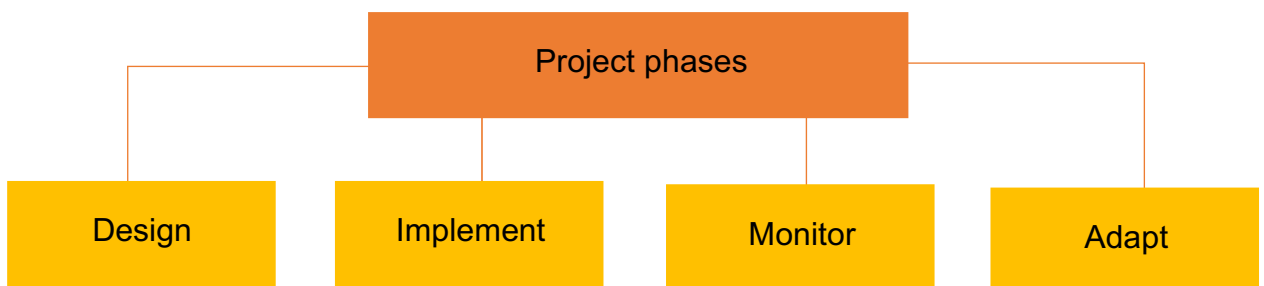 Project phases
Design
Implement
Monitor
Adapt